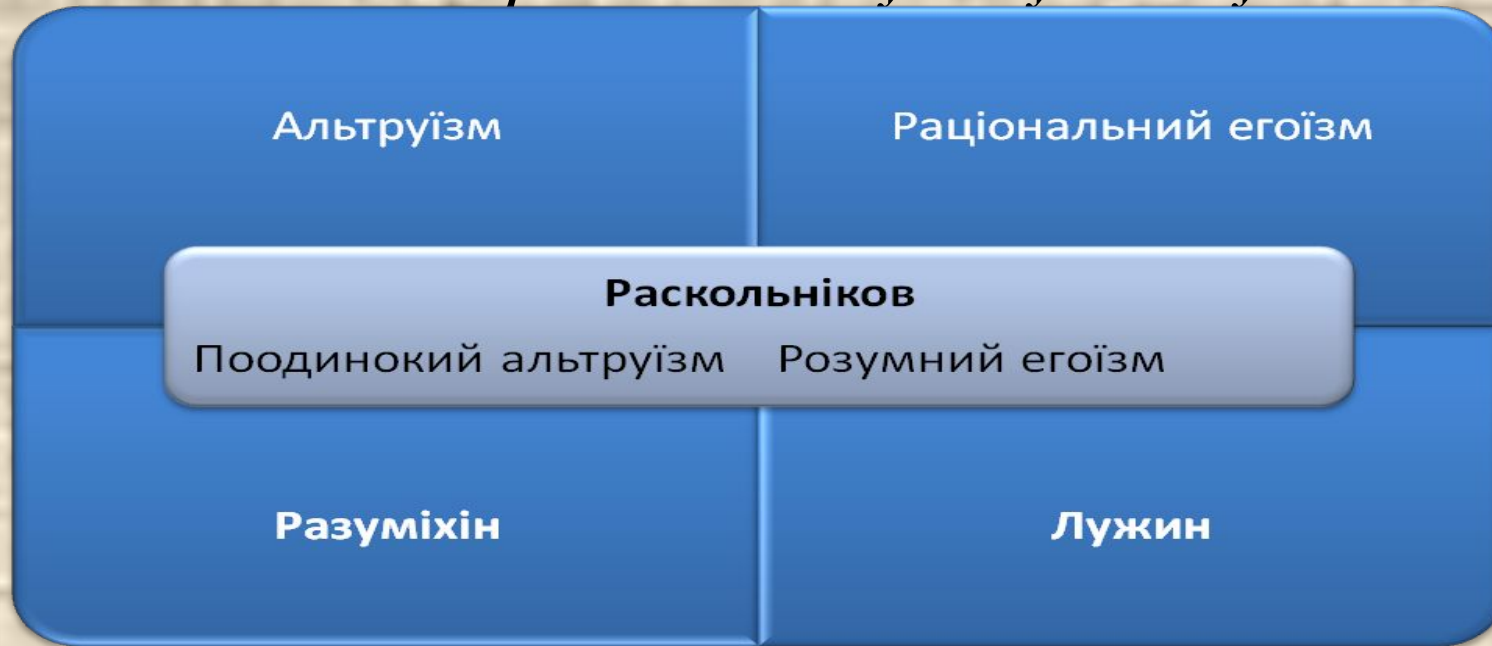 Альтруїзм
Раціональний егоїзм
Раскольніков
Поодинокий альтруїзм Розумний егоїзм
Разуміхін
Лужин